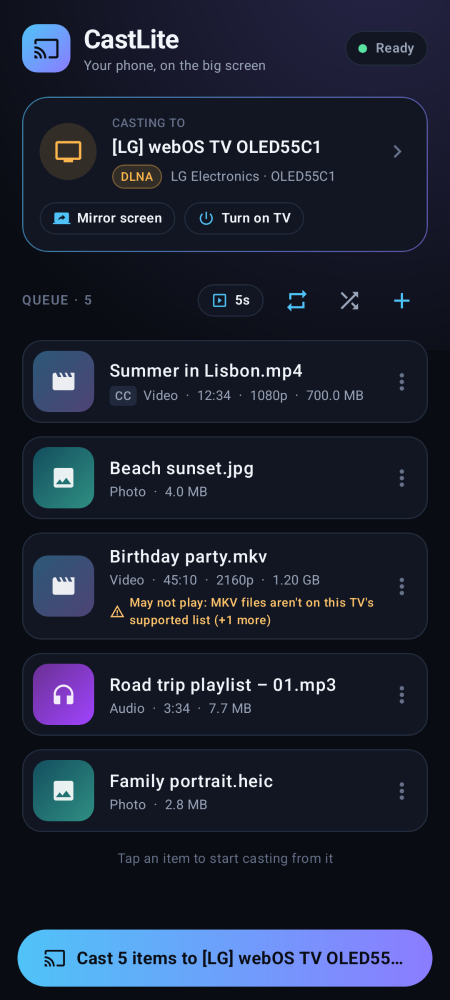 CastLite
Your phone, on the big screen
Ready
CASTING TO
[LG] webOS TV OLED55C1
DLNA LG Electronics · OLED55C1
Mirror screen
Turn on TV
QUEUE · 5
5s
Summer in Lisbon.mp4
CC Video · 12:34 · 1080p · 700.0 MB
Beach sunset.jpg
Photo · 4.0 MB
Birthday party.mkv
Video · 45:10 · 2160p · 1.20 GB
May not play: MKV files aren't on this TV's
supported list (+1 more)
Road trip playlist – 01.mp3
Audio · 3:34 · 7.7 MB
Family portrait.heic
Photo · 2.8 MB
Tap an item to start casting from it
Cast 5 items to [LG] webOS TV OLED55…